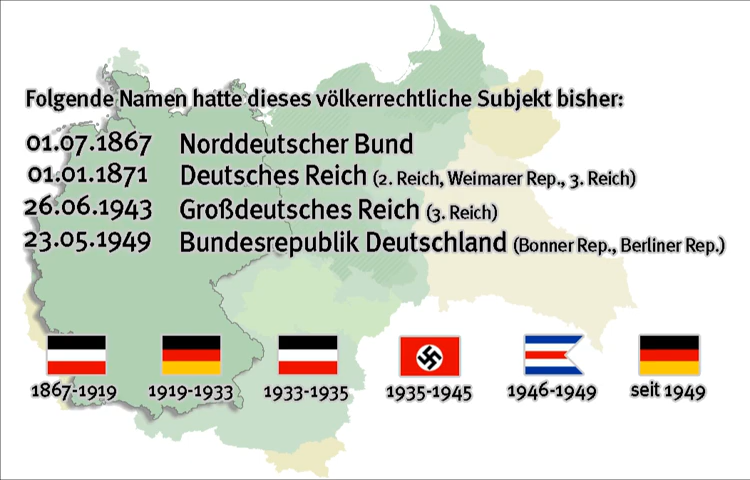 Folgende Namen hatte dieses völkerrechtliche Subjekt bisher:
01.07.1867 Norddeutscher Bund
01.01.1871 Deutsches Reich (2. Reich, Weimarer Rep., 3. Reich)
26.06.1943 Großdeutsches Reich (3. Reich)
23.05.1949 Bundesrepublik Deutschland (Bonner Rep., Berliner Rep.)
1867-1919 1919-1933 1933-1935 1935-1945 1946-1949 seit 1949